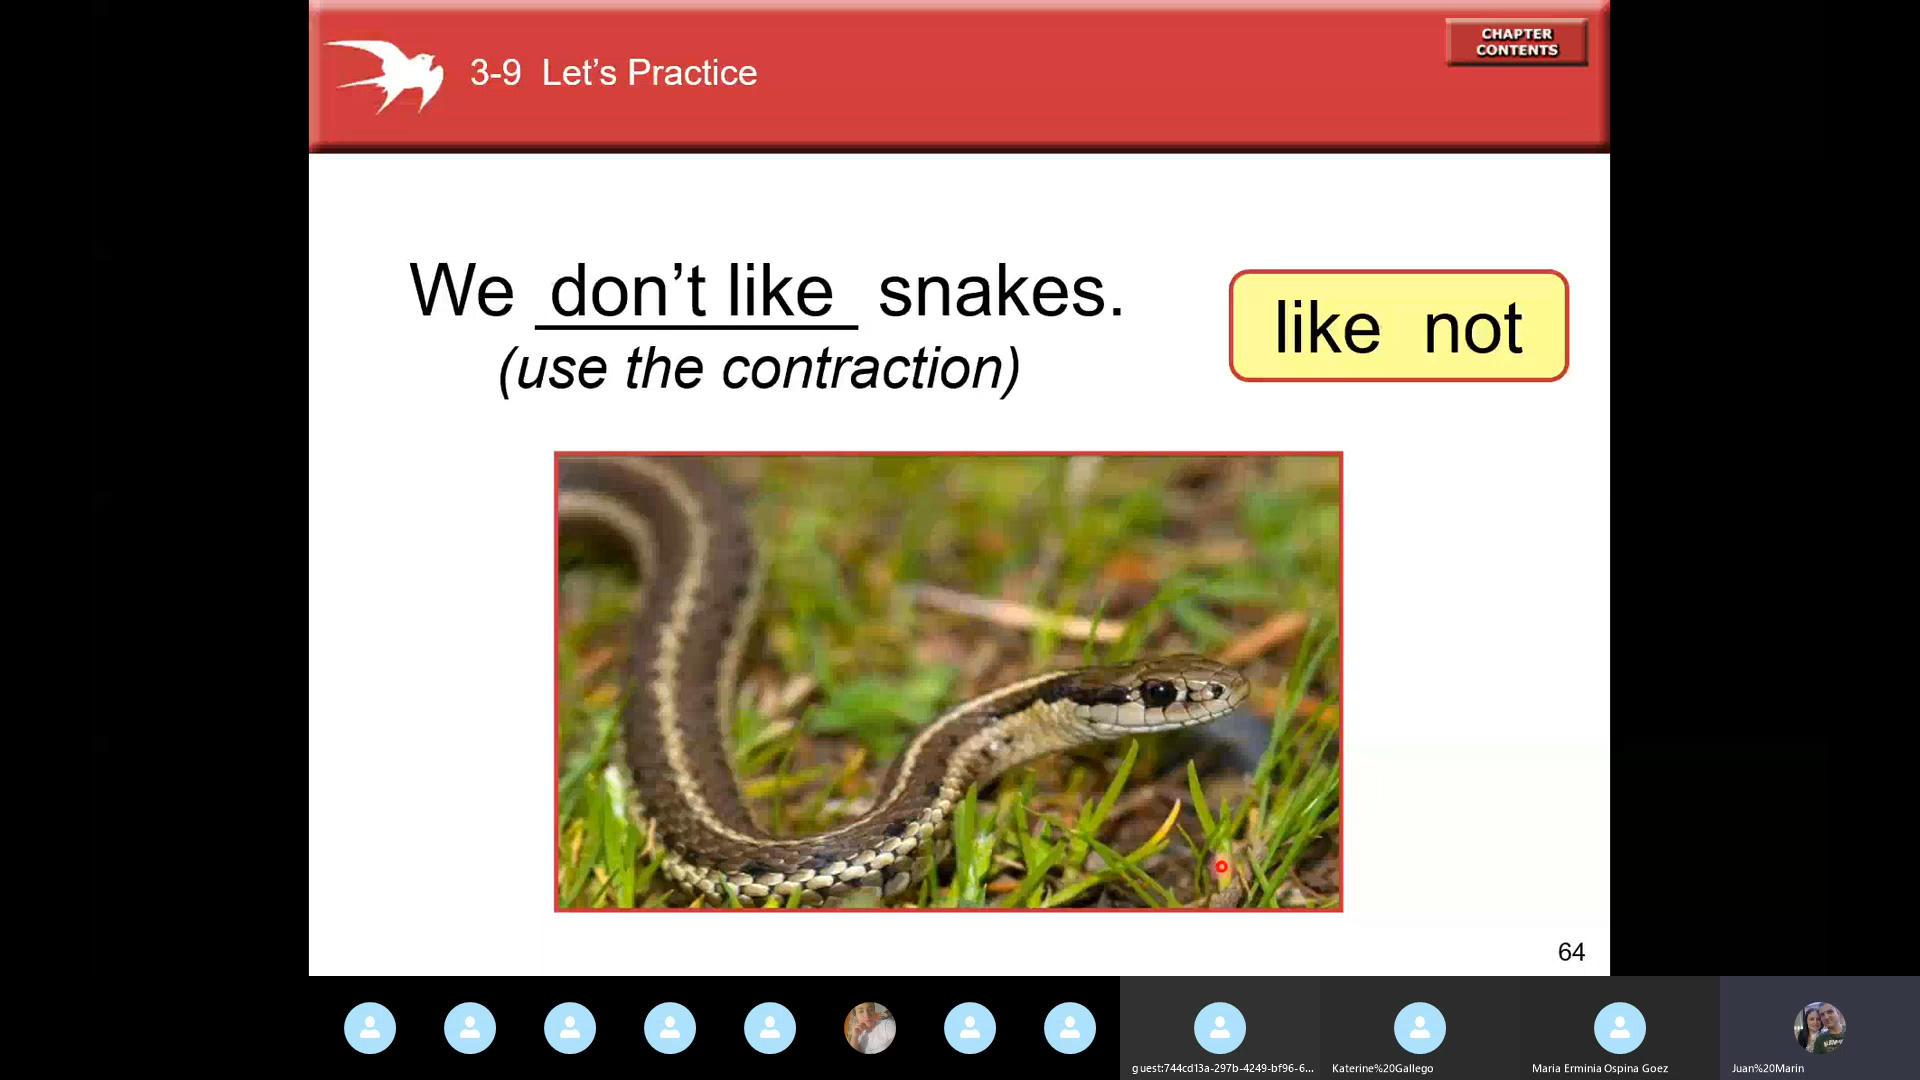 CHAPTER
CONTENTS
3-9 Let’s Practice
We don’t like snakes.
(use the contraction)
like not
64
guest:744cd13a-297b-4249-bf96-6...
Katerine%20Gallego
Maria Erminia Ospina Goez
Juan%20Marin